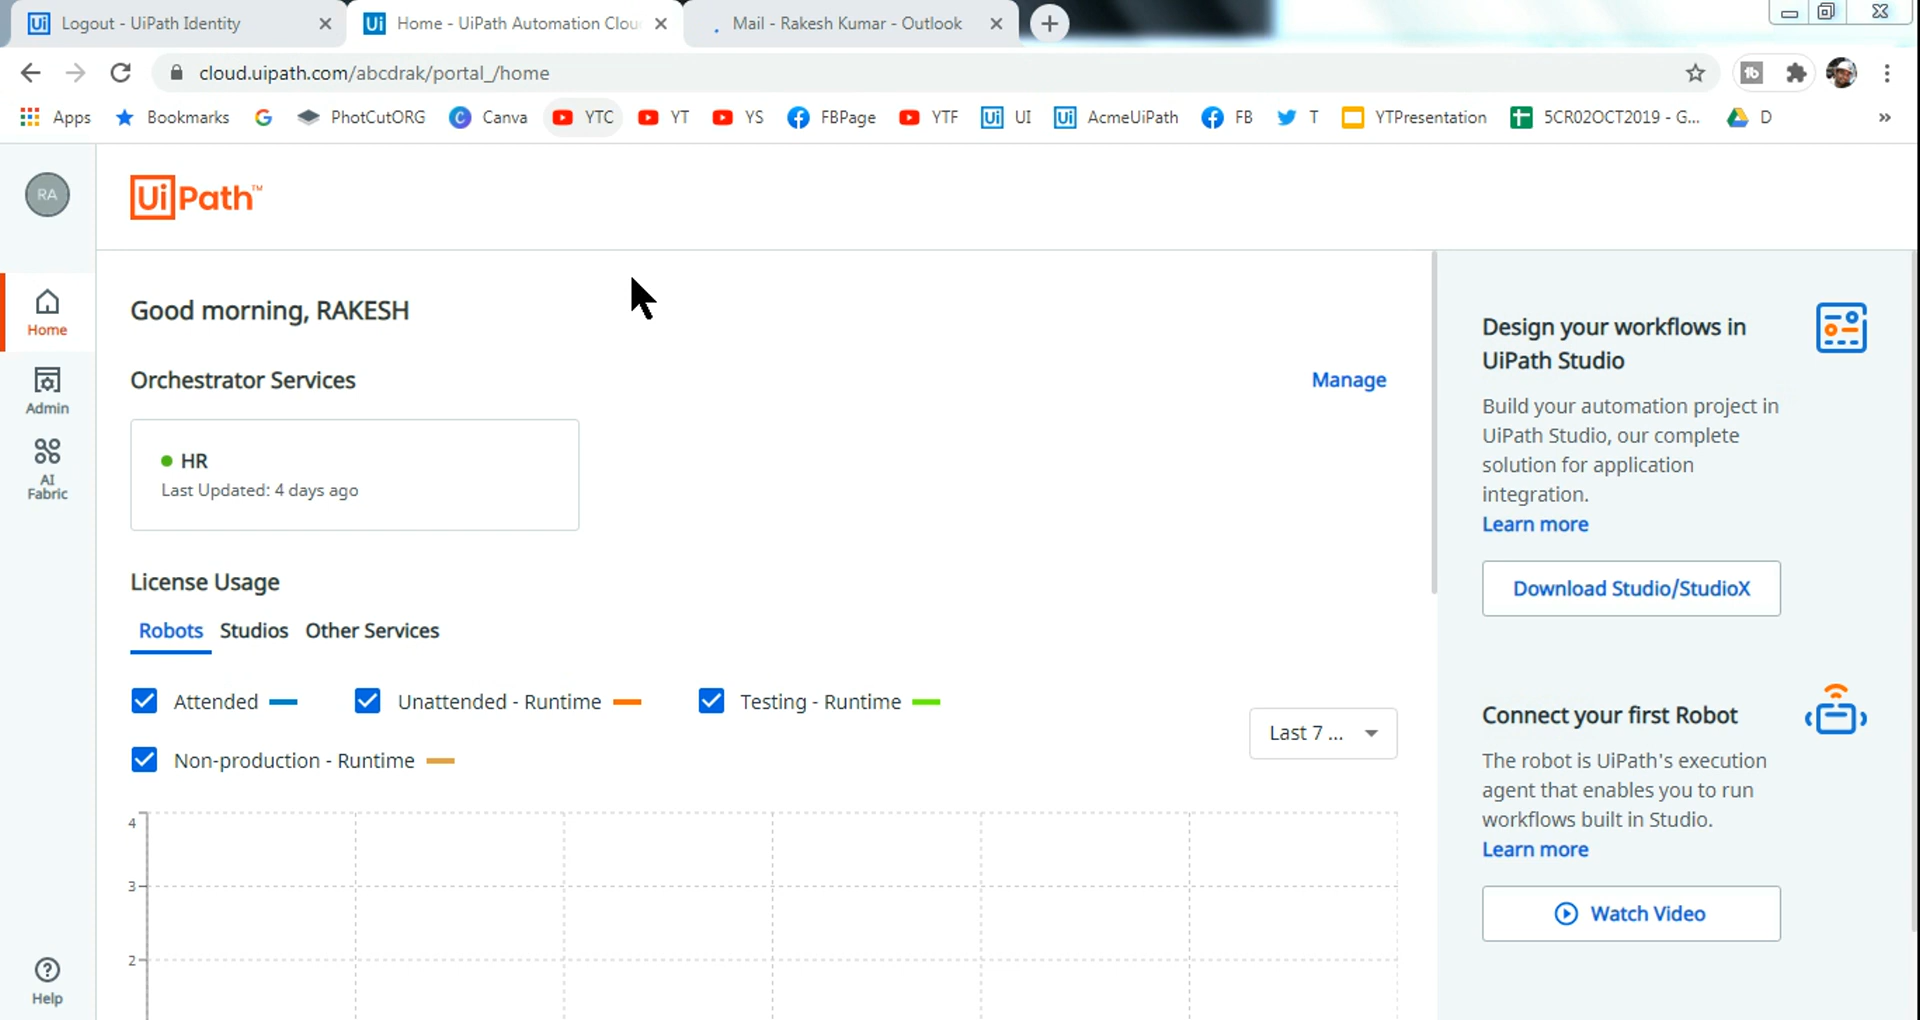 Logout - UiPath Identity
Home - UiPath Automation Clou
Mail - Rakesh Kumar - Outlook
cloud.uipath.com/abcdrak/portal_/home
Apps
Bookmarks
PhotCutORG
Canva
YTC
YT
YS
FBPage
YTF
UI
AcmeUiPath
FB
T
YTPresentation
5CR02OCT2019 - G...
D
»
RA
UiPath™
Home
Admin
AI
Fabric
Help
Good morning, RAKESH
Orchestrator Services
Manage
HR
Last Updated: 4 days ago
License Usage
Robots Studios Other Services
Attended
Unattended - Runtime
Testing - Runtime
Non-production - Runtime
Last 7 ...
4
3
2
Design your workflows in
UiPath Studio
Build your automation project in
UiPath Studio, our complete
solution for application
integration.
Learn more
Download Studio/StudioX
Connect your first Robot
The robot is UiPath's execution
agent that enables you to run
workflows built in Studio.
Learn more
Watch Video